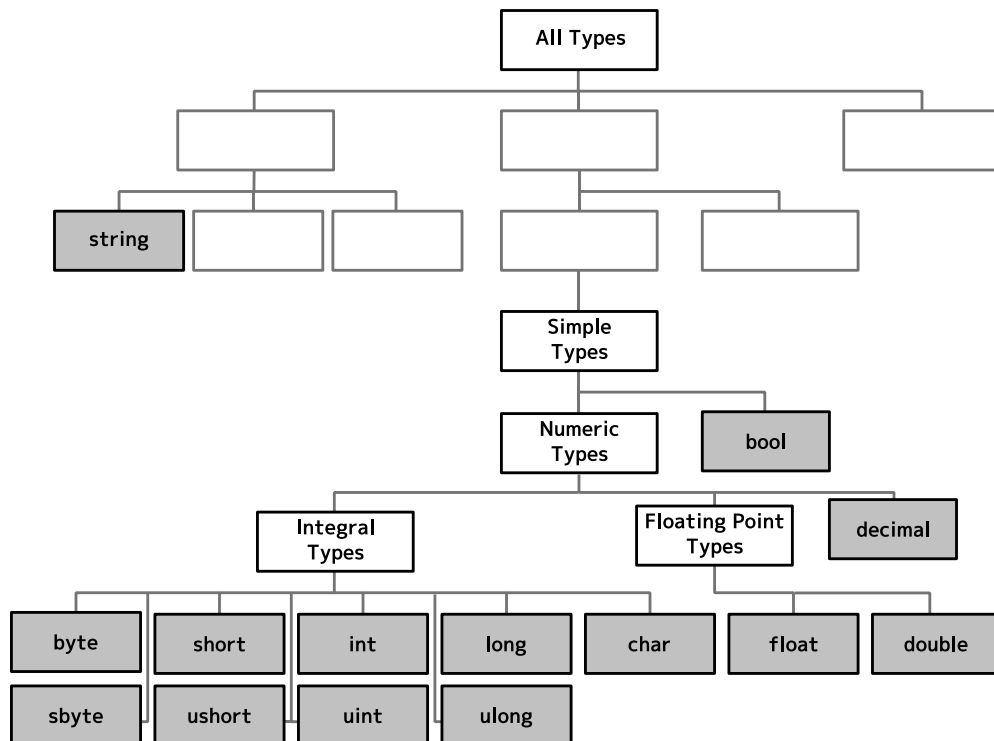 All Types
string
Simple
Types
Numeric
Types
bool
Integral
Types
Floating Point
Types
decimal
byte
short
int
long
char
float
double
sbyte
ushort
uint
ulong